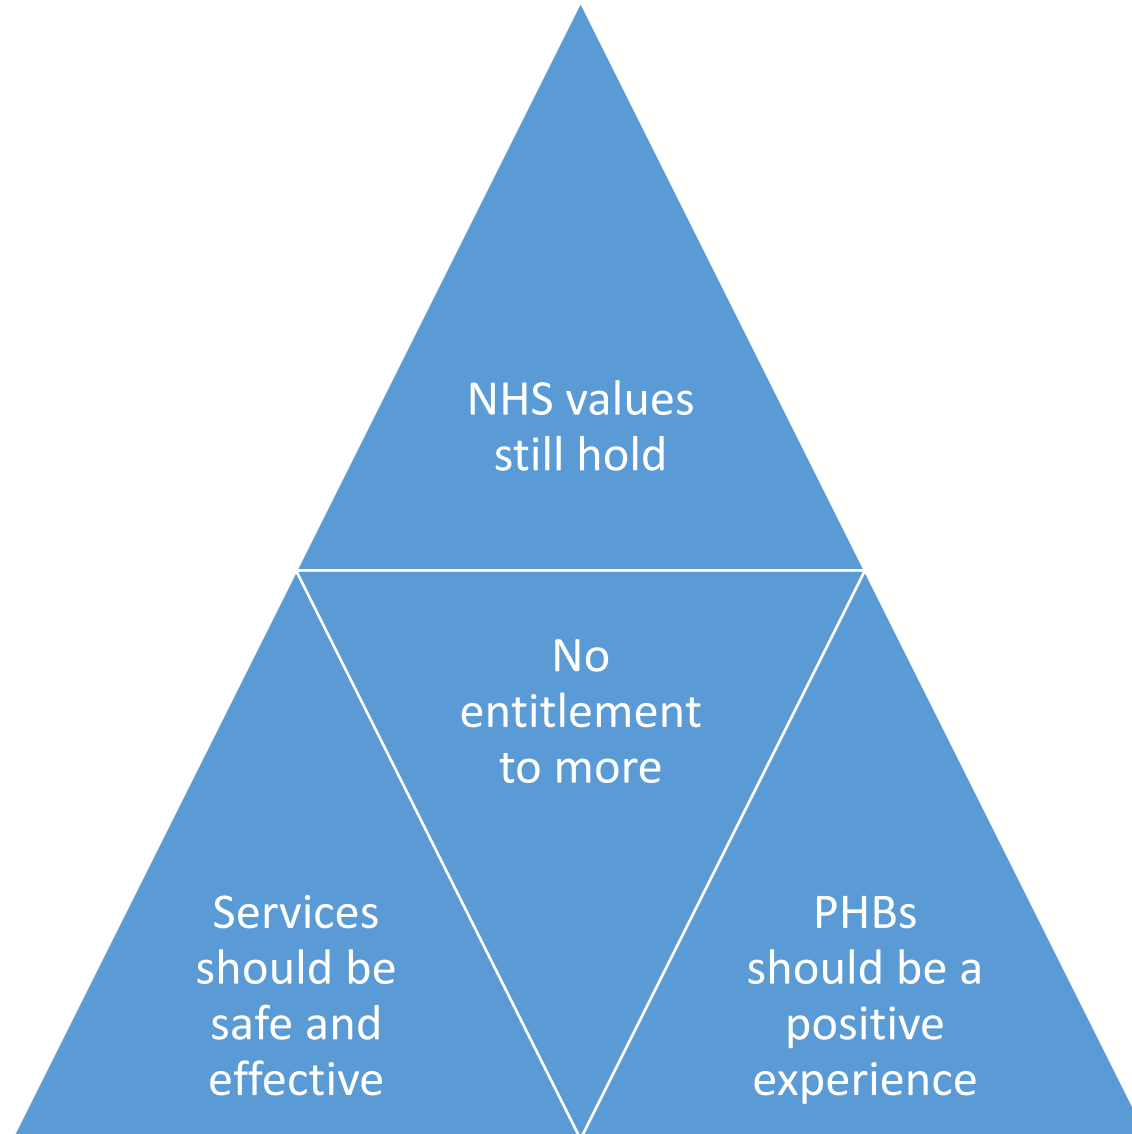 NHS values
still hold
No
entitlement
to more
Services
should be
safe and
effective
PHBs
should be a
positive
experience